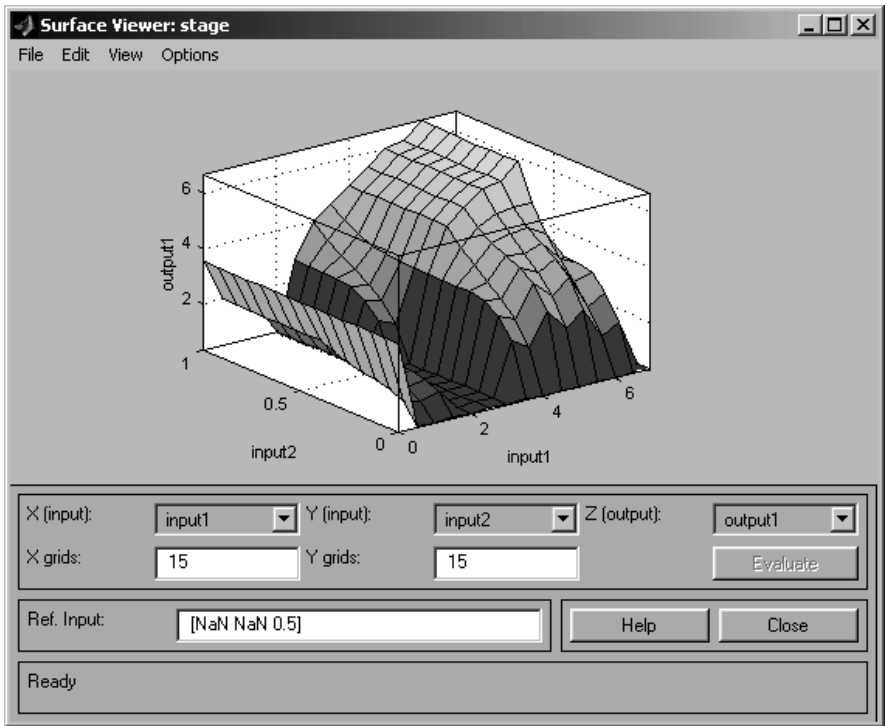 Surface Viewer: stage
File Edit View Options
6
4
2
output1
1
0.5
0
input2
0
2
4
6
input1
X (input): input1 Y (input): input2 Z (output): output1
X grids: 15 Y grids: 15 Evaluate
Ref. Input: [NaN NaN 0.5] Help Close
Ready